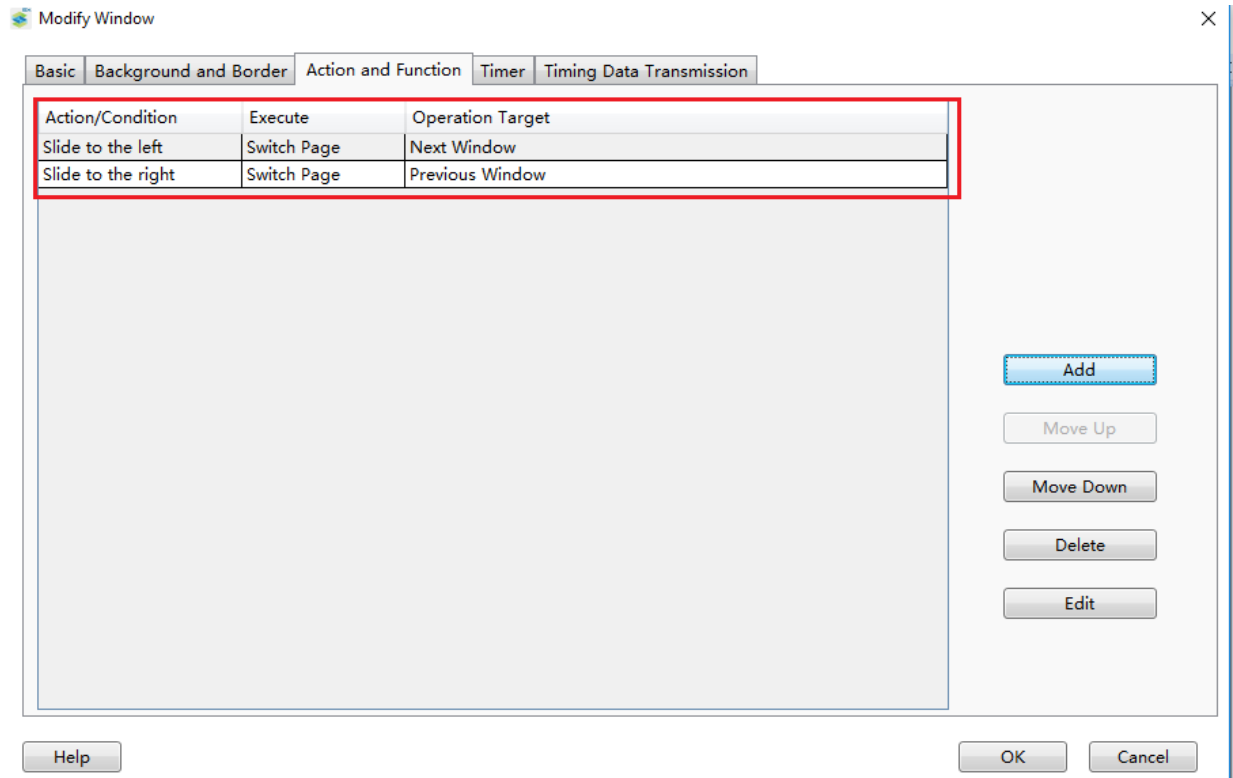 Modify Window
Basic Background and Border Action and Function Timer Timing Data Transmission
Action/Condition Execute Operation Target
Slide to the left Switch Page Next Window
Slide to the right Switch Page Previous Window
Add
Move Up
Move Down
Delete
Edit
Help OK Cancel